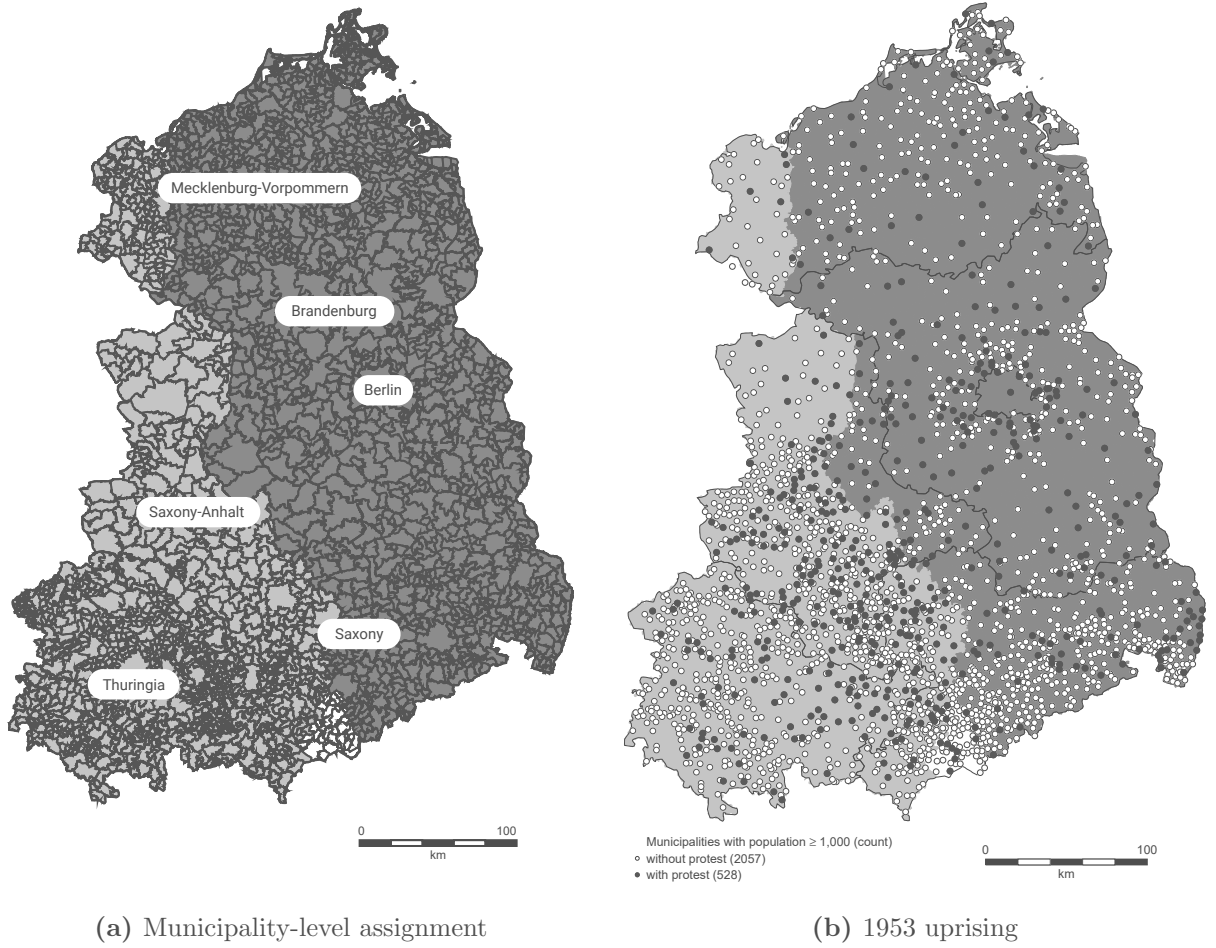 Mecklenburg-Vorpommern
Brandenburg
Berlin
Saxony-Anhalt
Saxony
Thuringia
0 100
km
Municipalities with population ≥ 1,000 (count)
without protest (2057)
with protest (528)
0 100
km
(a) Municipality-level assignment
(b) 1953 uprising